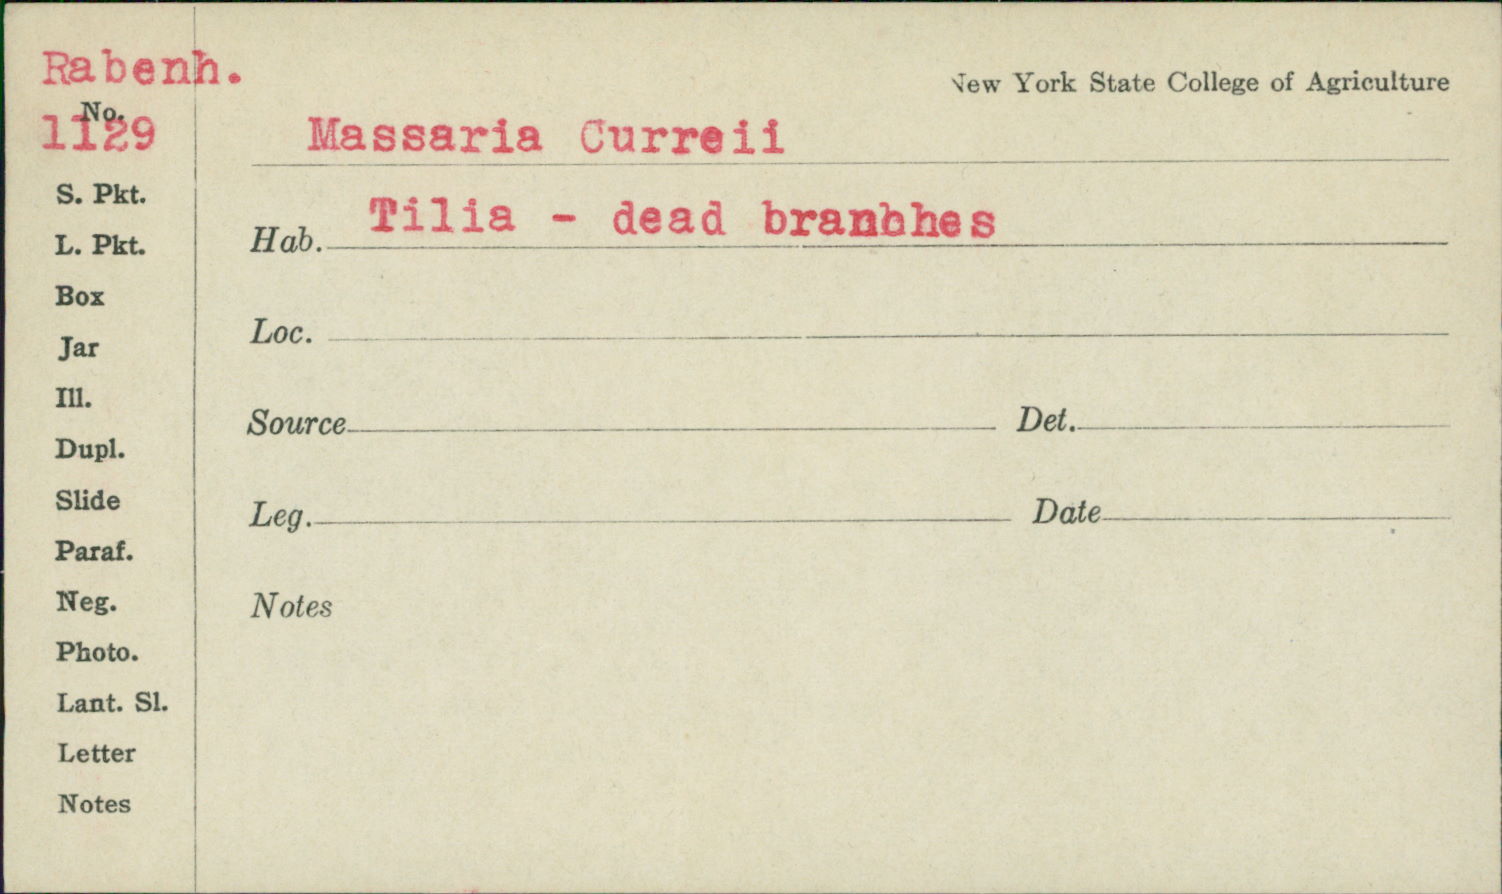 Rabenh.
New York State College of Agriculture
No.
1129
Massaria Curreii
S. Pkt.
Hab. Tilia - dead branbhes
L. Pkt.
Box
Loc.
Jar
Ill.
Source Det.
Dupl.
Slide
Leg. Date
Paraf.
Neg.
Notes
Photo.
Lant. Sl.
Letter
Notes